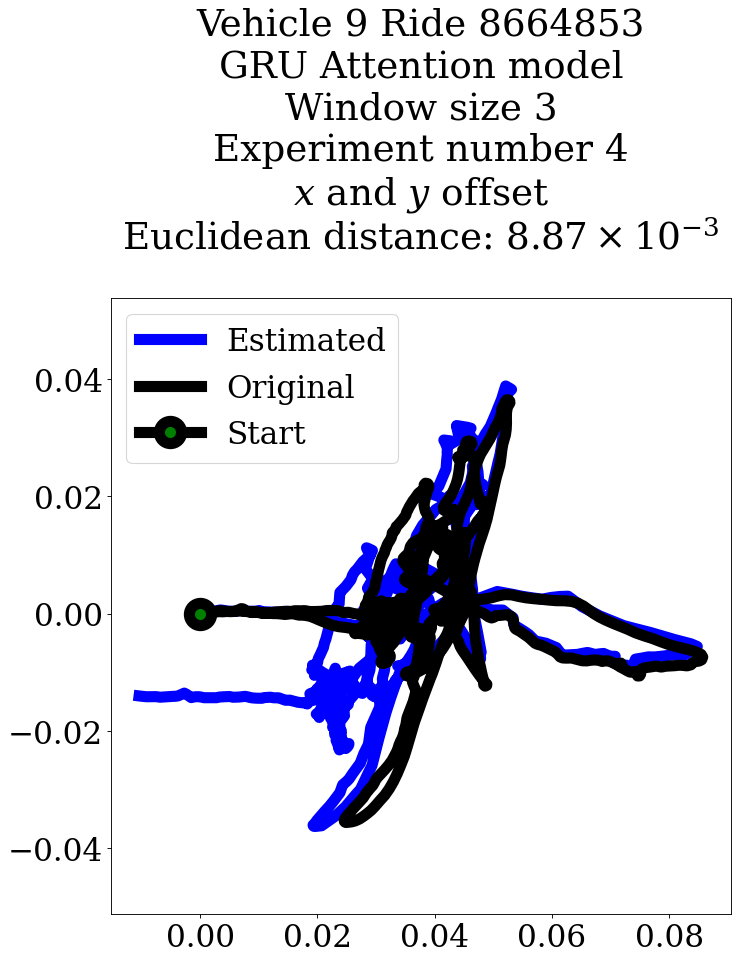 Vehicle 9 Ride 8664853
GRU Attention model
Window size 3
Experiment number 4
x and y offset
Euclidean distance: 8.87 × 10⁻³
Estimated
Original
Start
0.04
0.02
0.00
−0.02
−0.04
0.00 0.02 0.04 0.06 0.08